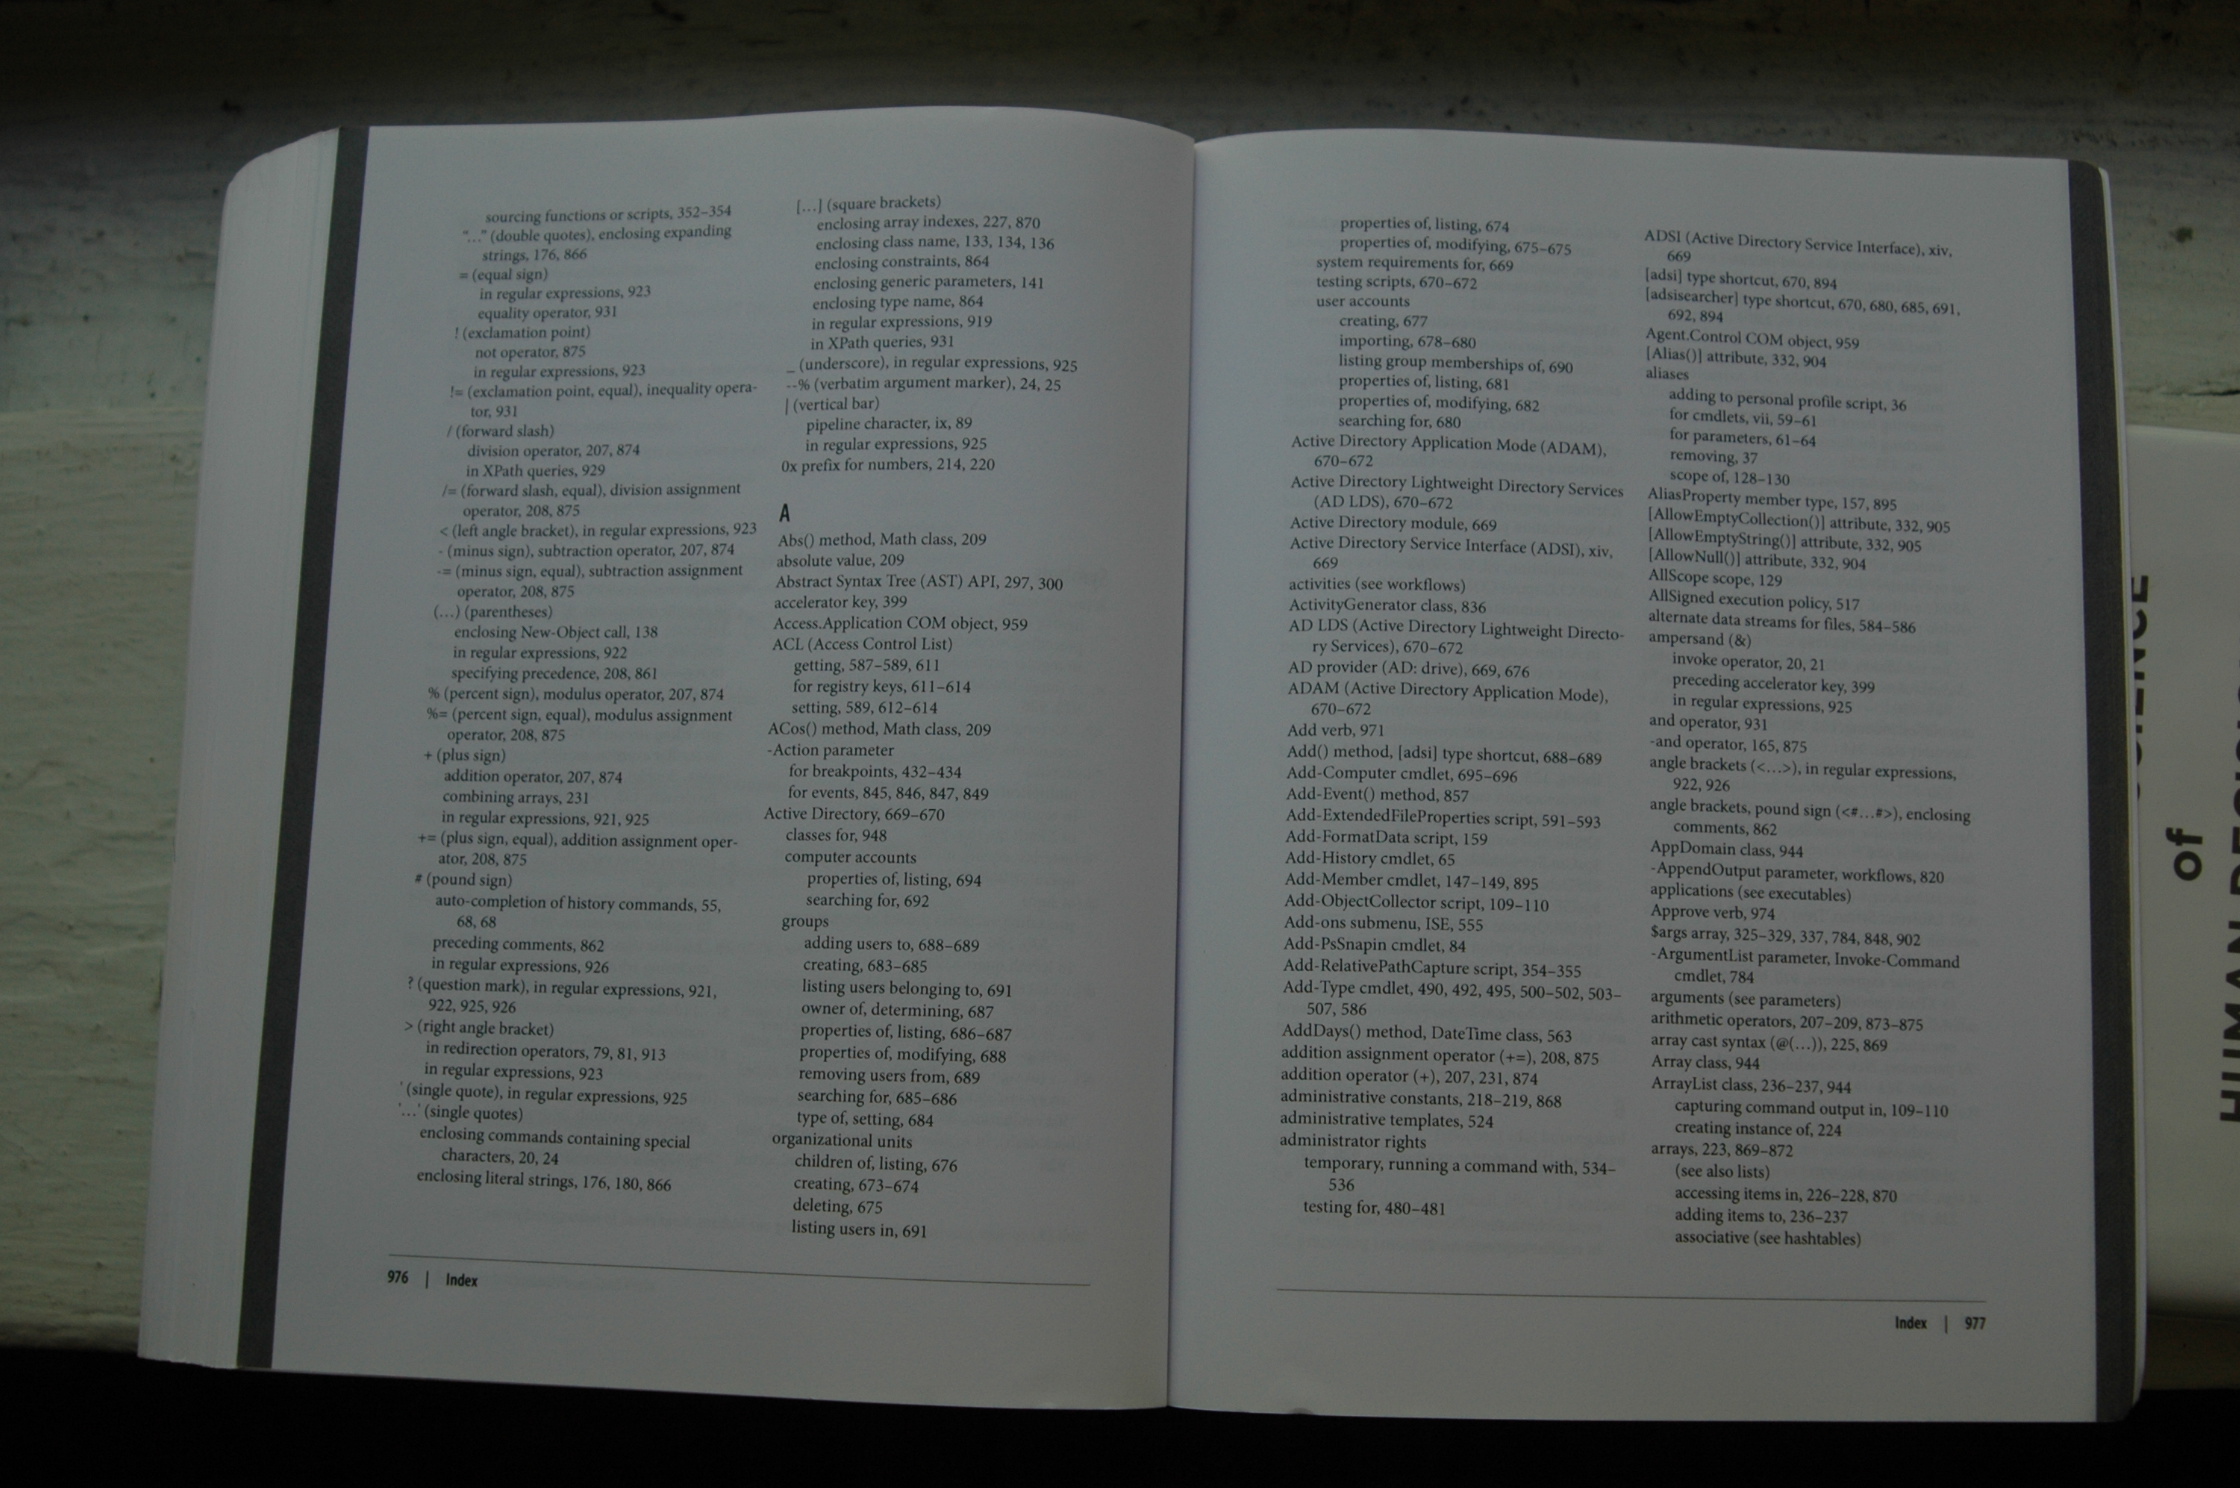 sourcing functions or scripts, 352–354
"…" (double quotes), enclosing expanding
strings, 176, 866
= (equal sign)
in regular expressions, 923
equality operator, 931
! (exclamation point)
not operator, 875
in regular expressions, 923
!= (exclamation point, equal), inequality opera-
tor, 931
/ (forward slash)
division operator, 207, 874
in XPath queries, 929
/= (forward slash, equal), division assignment
operator, 208, 875
< (left angle bracket), in regular expressions, 923
- (minus sign), subtraction operator, 207, 874
-= (minus sign, equal), subtraction assignment
operator, 208, 875
(…) (parentheses)
enclosing New-Object call, 138
in regular expressions, 922
specifying precedence, 208, 861
% (percent sign), modulus operator, 207, 874
%= (percent sign, equal), modulus assignment
operator, 208, 875
+ (plus sign)
addition operator, 207, 874
combining arrays, 231
in regular expressions, 921, 925
+= (plus sign, equal), addition assignment oper-
ator, 208, 875
# (pound sign)
auto-completion of history commands, 55,
68, 68
preceding comments, 862
in regular expressions, 926
? (question mark), in regular expressions, 921,
922, 925, 926
> (right angle bracket)
in redirection operators, 79, 81, 913
in regular expressions, 923
' (single quote), in regular expressions, 925
'…' (single quotes)
enclosing commands containing special
characters, 20, 24
enclosing literal strings, 176, 180, 866
[…] (square brackets)
enclosing array indexes, 227, 870
enclosing class name, 133, 134, 136
enclosing constraints, 864
enclosing generic parameters, 141
enclosing type name, 864
in regular expressions, 919
in XPath queries, 931
_ (underscore), in regular expressions, 925
--% (verbatim argument marker), 24, 25
| (vertical bar)
pipeline character, ix, 89
in regular expressions, 925
0x prefix for numbers, 214, 220
A
Abs() method, Math class, 209
absolute value, 209
Abstract Syntax Tree (AST) API, 297, 300
accelerator key, 399
Access.Application COM object, 959
ACL (Access Control List)
getting, 587–589, 611
for registry keys, 611–614
setting, 589, 612–614
ACos() method, Math class, 209
-Action parameter
for breakpoints, 432–434
for events, 845, 846, 847, 849
Active Directory, 669–670
classes for, 948
computer accounts
properties of, listing, 694
searching for, 692
groups
adding users to, 688–689
creating, 683–685
listing users belonging to, 691
owner of, determining, 687
properties of, listing, 686–687
properties of, modifying, 688
removing users from, 689
searching for, 685–686
type of, setting, 684
organizational units
children of, listing, 676
creating, 673–674
deleting, 675
listing users in, 691
976 | Index
properties of, listing, 674
properties of, modifying, 675–675
system requirements for, 669
testing scripts, 670–672
user accounts
creating, 677
importing, 678–680
listing group memberships of, 690
properties of, listing, 681
properties of, modifying, 682
searching for, 680
Active Directory Application Mode (ADAM),
670–672
Active Directory Lightweight Directory Services
(AD LDS), 670–672
Active Directory module, 669
Active Directory Service Interface (ADSI), xiv,
669
activities (see workflows)
ActivityGenerator class, 836
AD LDS (Active Directory Lightweight Directo-
ry Services), 670–672
AD provider (AD: drive), 669, 676
ADAM (Active Directory Application Mode),
670–672
Add verb, 971
Add() method, [adsi] type shortcut, 688–689
Add-Computer cmdlet, 695–696
Add-Event() method, 857
Add-ExtendedFileProperties script, 591–593
Add-FormatData script, 159
Add-History cmdlet, 65
Add-Member cmdlet, 147–149, 895
Add-ObjectCollector script, 109–110
Add-ons submenu, ISE, 555
Add-PsSnapin cmdlet, 84
Add-RelativePathCapture script, 354–355
Add-Type cmdlet, 490, 492, 495, 500–502, 503–
507, 586
AddDays() method, DateTime class, 563
addition assignment operator (+=), 208, 875
addition operator (+), 207, 231, 874
administrative constants, 218–219, 868
administrative templates, 524
administrator rights
temporary, running a command with, 534–
536
testing for, 480–481
ADSI (Active Directory Service Interface), xiv,
669
[adsi] type shortcut, 670, 894
[adsisearcher] type shortcut, 670, 680, 685, 691,
692, 894
Agent.Control COM object, 959
[Alias()] attribute, 332, 904
aliases
adding to personal profile script, 36
for cmdlets, vii, 59–61
for parameters, 61–64
removing, 37
scope of, 128–130
AliasProperty member type, 157, 895
[AllowEmptyCollection()] attribute, 332, 905
[AllowEmptyString()] attribute, 332, 905
[AllowNull()] attribute, 332, 904
AllScope scope, 129
AllSigned execution policy, 517
alternate data streams for files, 584–586
ampersand (&)
invoke operator, 20, 21
preceding accelerator key, 399
in regular expressions, 925
and operator, 931
-and operator, 165, 875
angle brackets (<…>), in regular expressions,
922, 926
angle brackets, pound sign (<#…#>), enclosing
comments, 862
AppDomain class, 944
-AppendOutput parameter, workflows, 820
applications (see executables)
Approve verb, 974
$args array, 325–329, 337, 784, 848, 902
-ArgumentList parameter, Invoke-Command
cmdlet, 784
arguments (see parameters)
arithmetic operators, 207–209, 873–875
array cast syntax (@(…)), 225, 869
Array class, 944
ArrayList class, 236–237, 944
capturing command output in, 109–110
creating instance of, 224
arrays, 223, 869–872
(see also lists)
accessing items in, 226–228, 870
adding items to, 236–237
associative (see hashtables)
Index | 977
of
HUMAN